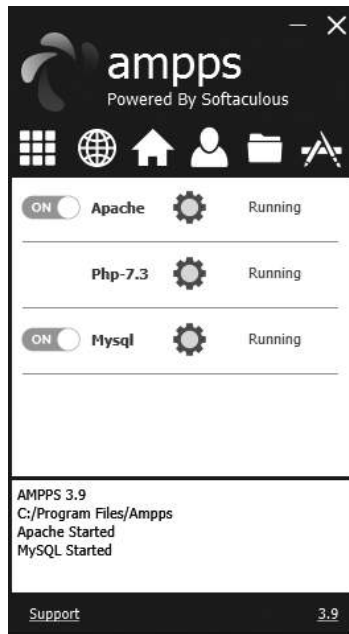 ampps
Powered By Softaculous
ON Apache Running
Php-7.3 Running
ON Mysql Running
AMPPS 3.9
C:/Program Files/Ampps
Apache Started
MySQL Started
Support 3.9